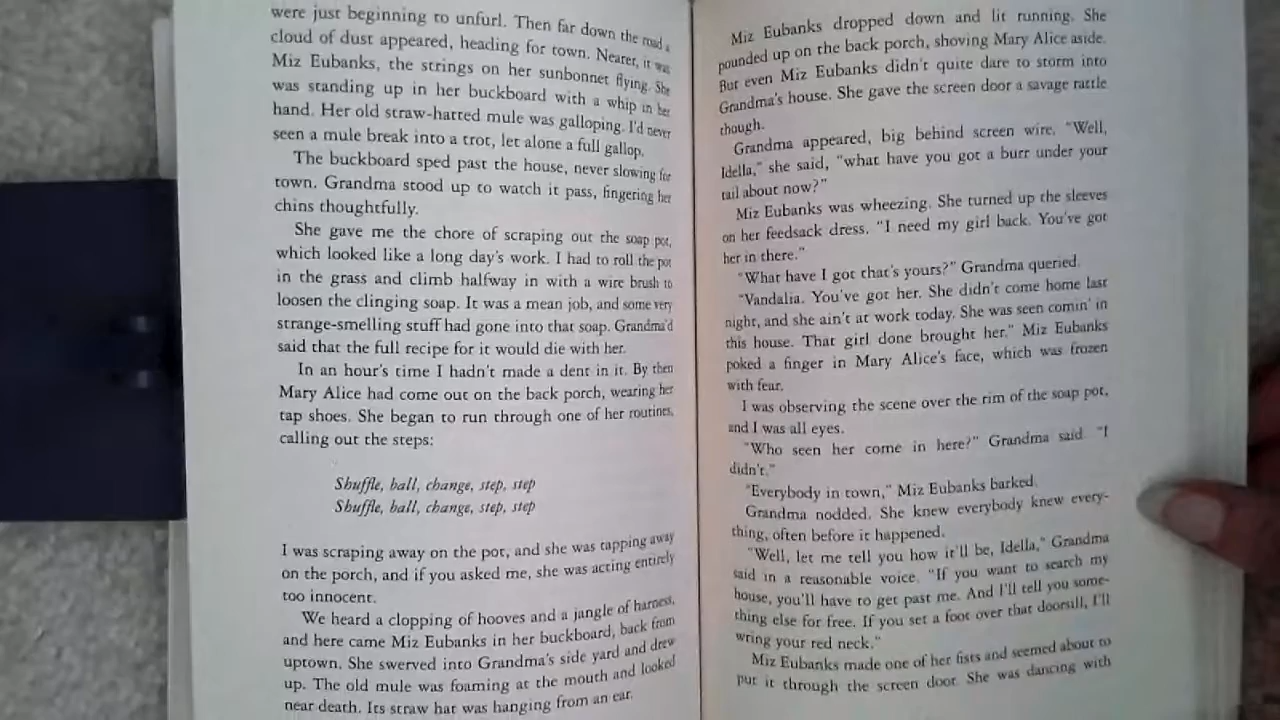 were just beginning to unfurl. Then far down the road a
cloud of dust appeared, heading for town. Nearer, it was
Miz Eubanks, the strings on her sunbonnet flying. She
was standing up in her buckboard with a whip in her
hand. Her old straw-hatted mule was galloping. I'd never
seen a mule break into a trot, let alone a full gallop.
The buckboard sped past the house, never slowing for
town. Grandma stood up to watch it pass, fingering her
chins thoughtfully.
She gave me the chore of scraping out the soap pot,
which looked like a long day's work. I had to roll the pot
in the grass and climb halfway in with a wire brush to
loosen the clinging soap. It was a mean job, and some very
strange-smelling stuff had gone into that soap. Grandma'd
said that the full recipe for it would die with her.
In an hour's time I hadn't made a dent in it. By then
Mary Alice had come out on the back porch, wearing her
tap shoes. She began to run through one of her routines,
calling out the steps:
Shuffle, ball, change, step, step
Shuffle, ball, change, step, step
I was scraping away on the pot, and she was tapping away
on the porch, and if you asked me, she was acting entirely
too innocent.
We heard a clopping of hooves and a jangle of harness,
and here came Miz Eubanks in her buckboard, back from
uptown. She swerved into Grandma's side yard and drew
up. The old mule was foaming at the mouth and looked
near death. Its straw hat was hanging from an ear.
Miz Eubanks dropped down and lit running. She
pounded up on the back porch, shoving Mary Alice aside.
But even Miz Eubanks didn't quite dare to storm into
Grandma's house. She gave the screen door a savage rattle
though.
Grandma appeared, big behind screen wire. "Well,
Idella," she said, "what have you got a burr under your
tail about now?"
Miz Eubanks was wheezing. She turned up the sleeves
on her feedsack dress. "I need my girl back. You've got
her in there."
"What have I got that's yours?" Grandma queried.
"Vandalia. You've got her. She didn't come home last
night, and she ain't at work today. She was seen comin' in
this house. That girl done brought her." Miz Eubanks
poked a finger in Mary Alice's face, which was frozen
with fear.
I was observing the scene over the rim of the soap pot,
and I was all eyes.
"Who seen her come in here?" Grandma said. "I
didn't."
"Everybody in town," Miz Eubanks barked.
Grandma nodded. She knew everybody knew every-
thing, often before it happened.
"Well, let me tell you how it'll be, Idella," Grandma
said in a reasonable voice. "If you want to search my
house, you'll have to get past me. And I'll tell you some-
thing else for free. If you set a foot over that doorsill, I'll
wring your red neck."
Miz Eubanks made one of her fists and seemed about to
put it through the screen door. She was dancing with